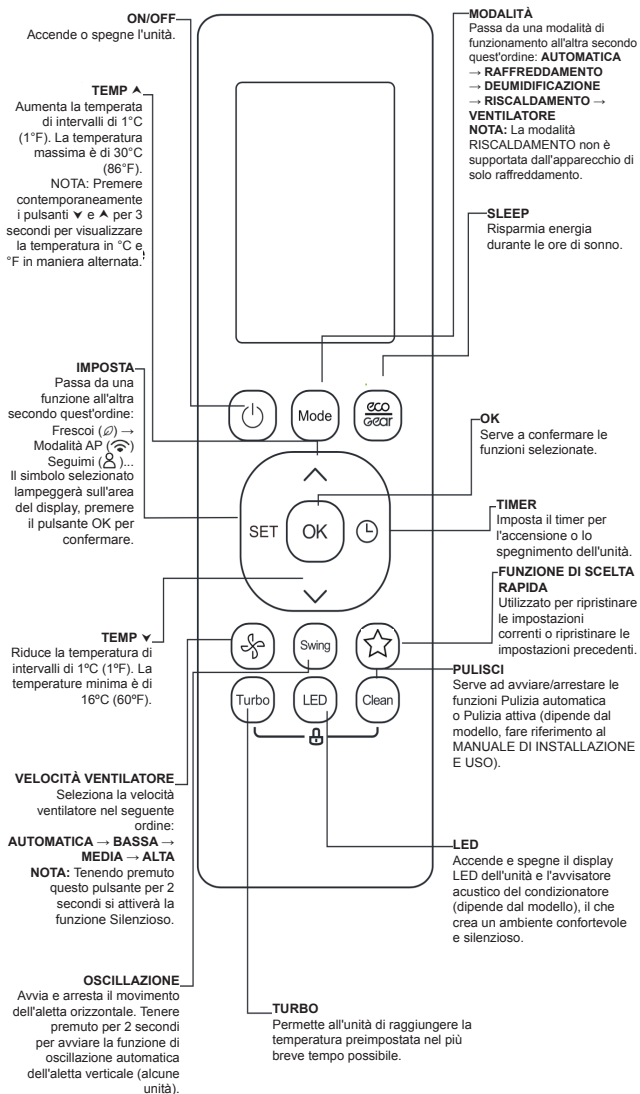 ON/OFF
Accende o spegne l'unità.
TEMP ^
Aumenta la temperata
di intervalli di 1°C
(1°F). La temperatura
massima è di 30°C
(86°F).
NOTA: Premere
contemporaneamente
i pulsanti ˅ e ^ per 3
secondi per visualizzare
la temperatura in °C e
°F in maniera alternata.
IMPOSTA
Passa da una
funzione all'altra
secondo quest'ordine:
Frescoi () →
Modalità AP ()
Seguimi ()...
Il simbolo selezionato
lampeggerà sull'area
del display, premere
il pulsante OK per
confermare.
TEMP ˅
Riduce la temperatura di
intervalli di 1ºC (1ºF). La
temperature minima è di
16ºC (60ºF).
VELOCITÀ VENTILATORE
Seleziona la velocità
ventilatore nel seguente
ordine:
AUTOMATICA → BASSA →
MEDIA → ALTA
NOTA: Tenendo premuto
questo pulsante per 2
secondi si attiverà la
funzione Silenzioso.
OSCILLAZIONE
Avvia e arresta il movimento
dell'aletta orizzontale. Tenere
premuto per 2 secondi
per avviare la funzione di
oscillazione automatica
dell'aletta verticale (alcune
unità).
Mode
eco
Gear
SET
OK
Swing
Turbo
LED
Clean
MODALITÀ
Passa da una modalità di
funzionamento all'altra secondo
quest'ordine: AUTOMATICA
→ RAFFREDDAMENTO
→ DEUMIDIFICAZIONE
→ RISCALDAMENTO →
VENTILATORE
NOTA: La modalità
RISCALDAMENTO non è
supportata dall'apparecchio di
solo raffreddamento.
SLEEP
Risparmia energia
durante le ore di sonno.
OK
Serve a confermare le
funzioni selezionate.
TIMER
Imposta il timer per
l'accensione o lo
spegnimento dell'unità.
FUNZIONE DI SCELTA
RAPIDA
Utilizzato per ripristinare
le impostazioni
correnti o ripristinare le
impostazioni precedenti.
PULISCI
Serve ad avviare/arrestare le
funzioni Pulizia automatica
o Pulizia attiva (dipende dal
modello, fare riferimento al
MANUALE DI INSTALLAZIONE
E USO).
LED
Accende e spegne il display
LED dell'unità e l'avvisatore
acustico del condizionatore
(dipende dal modello), il che
crea un ambiente confortevole
e silenzioso.
TURBO
Permette all'unità di raggiungere la
temperatura preimpostata nel più
breve tempo possibile.